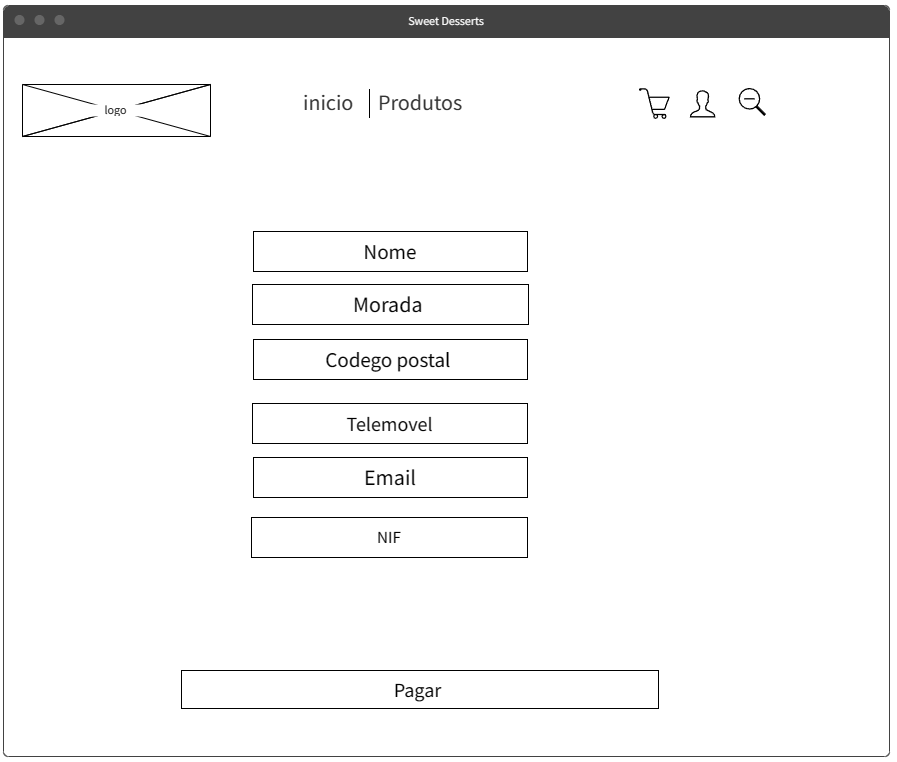 Sweet Desserts
logo
inicio
Produtos
Nome
Morada
Codego postal
Telemovel
Email
NIF
Pagar